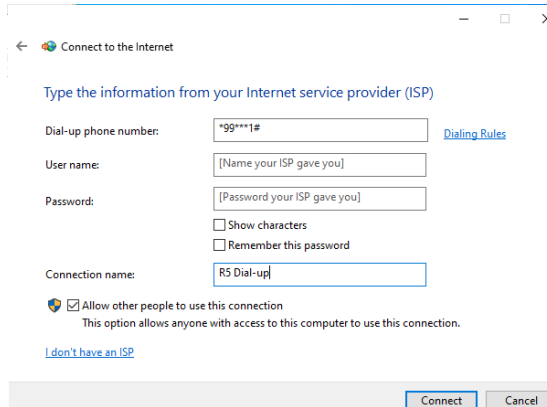 Connect to the Internet
Type the information from your Internet service provider (ISP)
Dial-up phone number: *99***1# Dialing Rules
User name: [Name your ISP gave you]
Password: [Password your ISP gave you]
Show characters
Remember this password
Connection name: R5 Dial-up
Allow other people to use this connection
This option allows anyone with access to this computer to use this connection.
I don't have an ISP
Connect Cancel